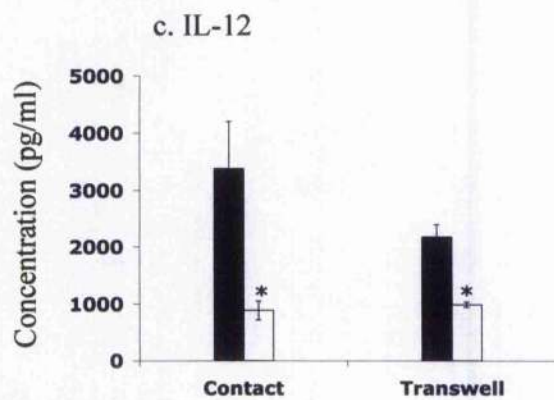 c. IL-12
Concentration (pg/ml)
5000
4000
3000
2000
1000
0
*
*
Contact
Transwell